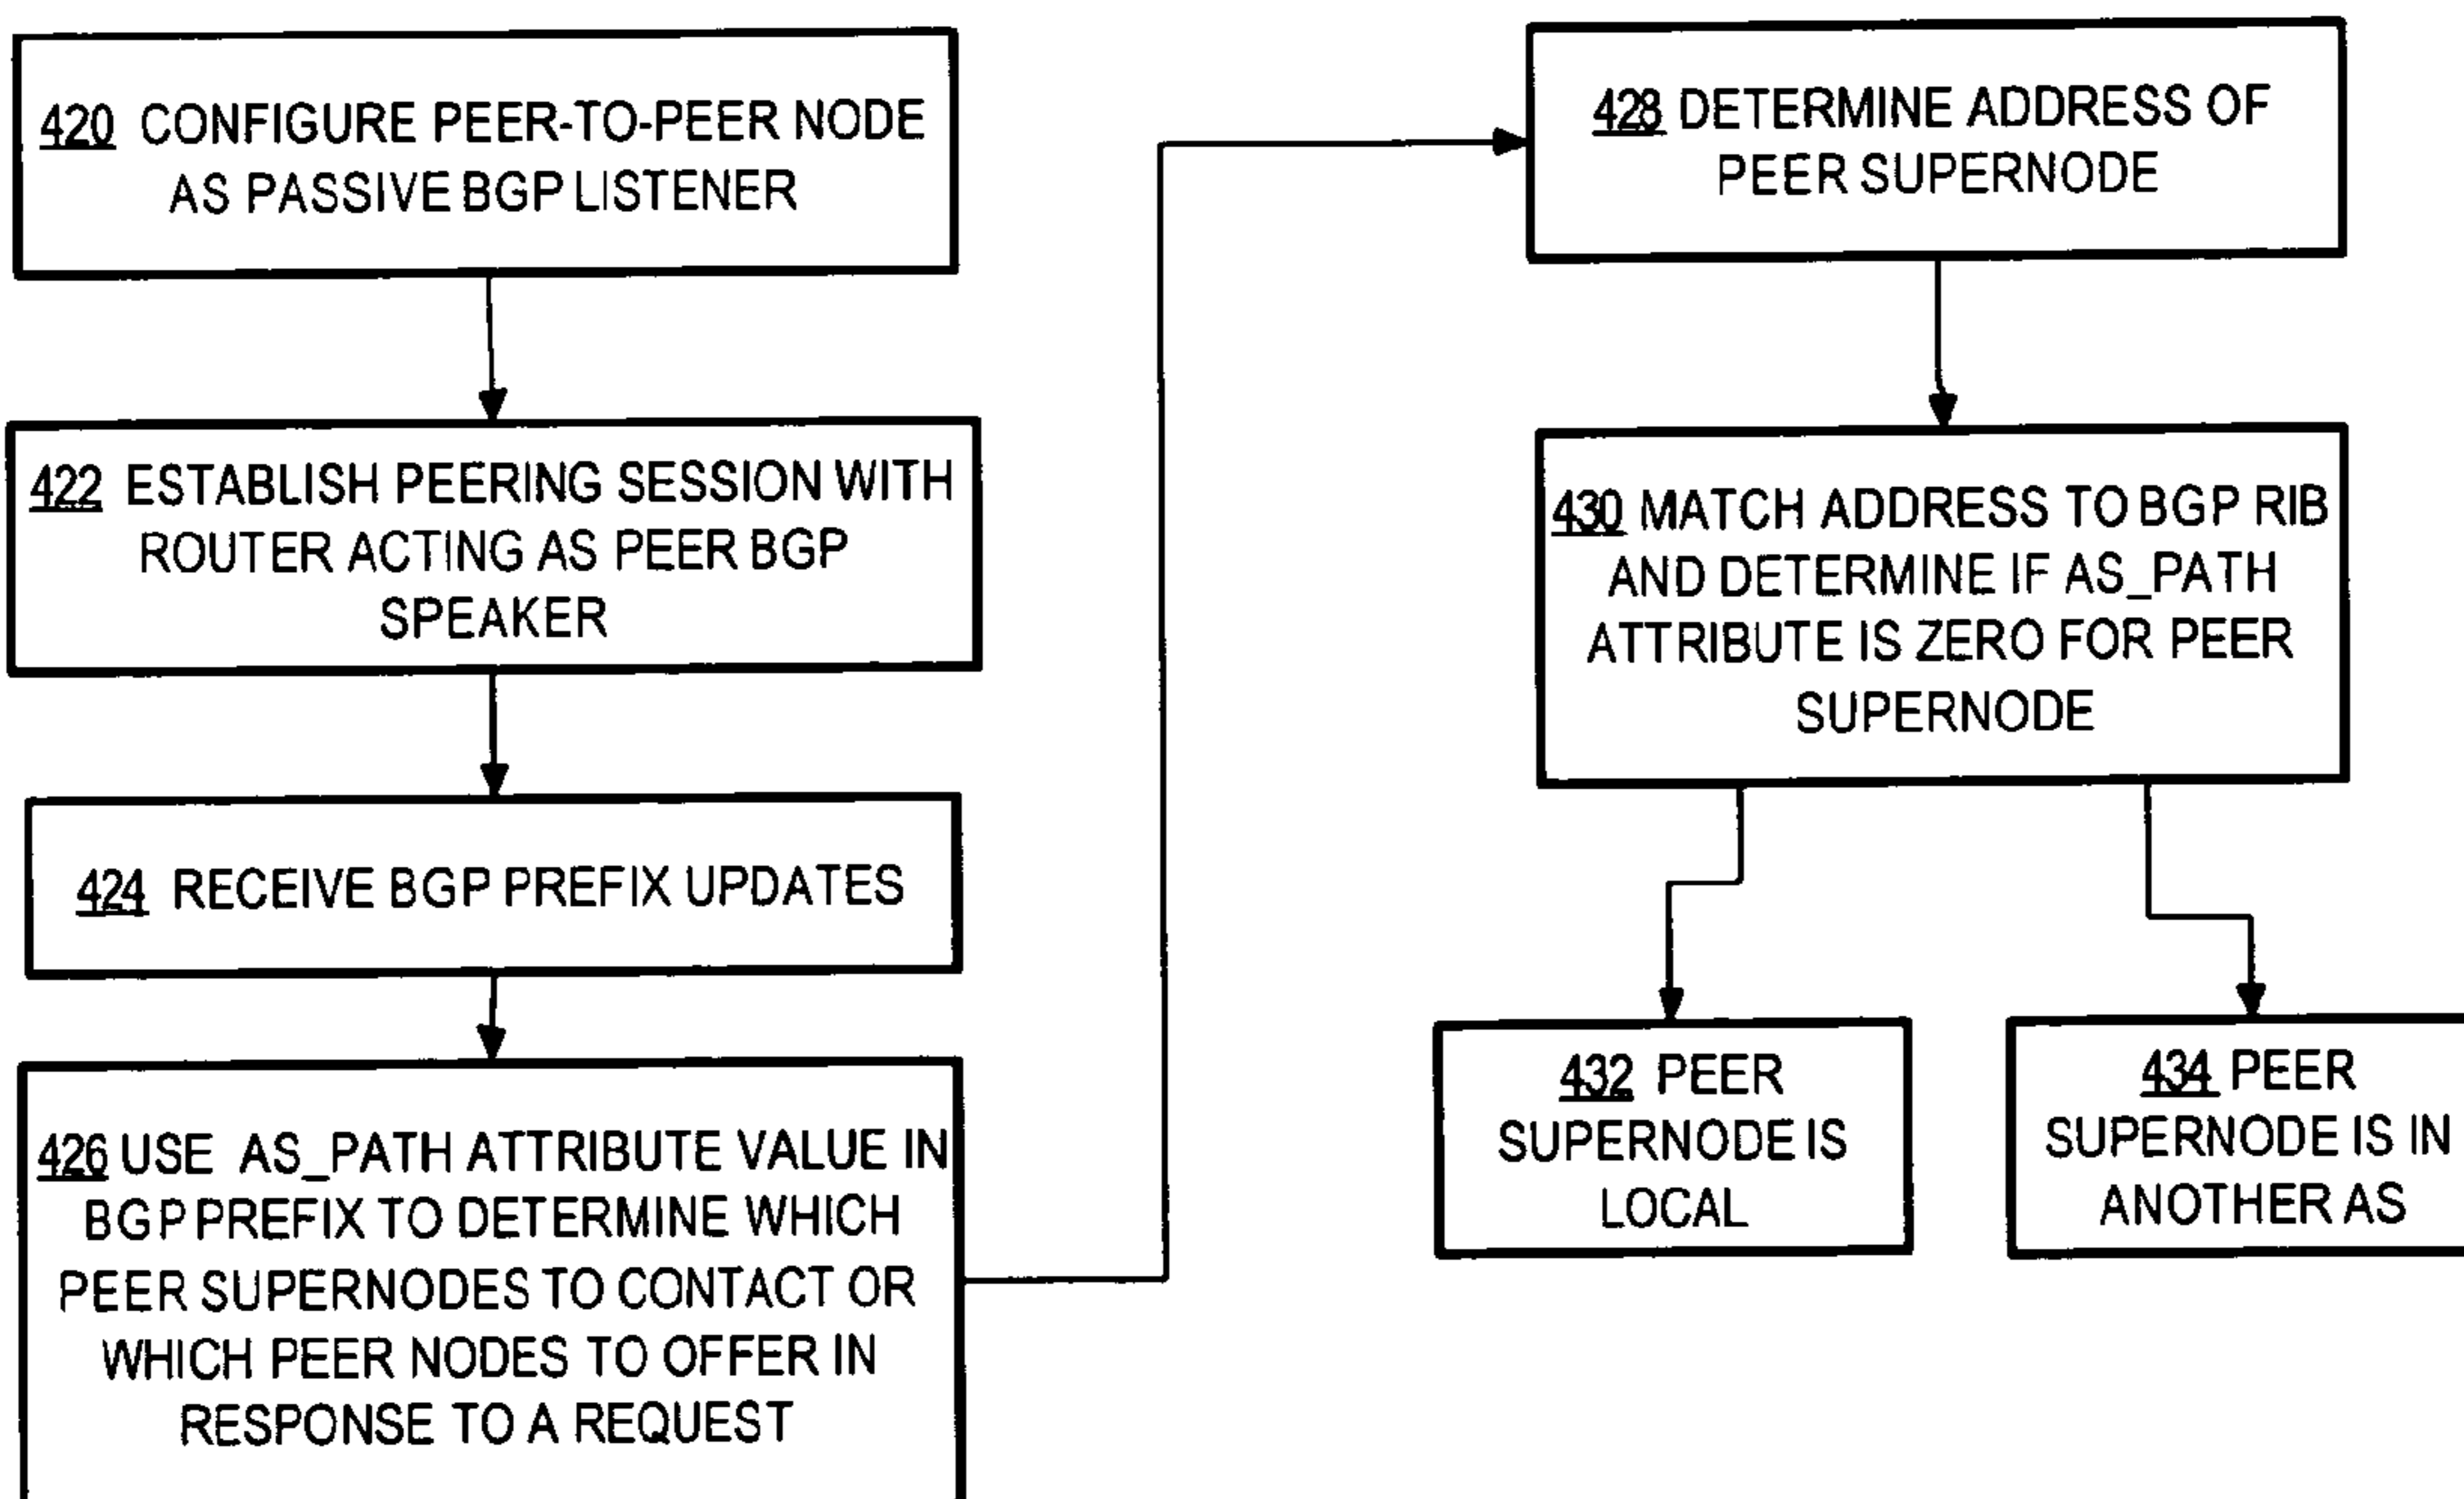 420 CONFIGURE PEER-TO-PEER NODE
AS PASSIVE BGP LISTENER
422 ESTABLISH PEERING SESSION WITH
ROUTER ACTING AS PEER BGP
SPEAKER
424 RECEIVE BGP PREFIX UPDATES
426 USE AS_PATH ATTRIBUTE VALUE IN
BGP PREFIX TO DETERMINE WHICH
PEER SUPERNODES TO CONTACT OR
WHICH PEER NODES TO OFFER IN
RESPONSE TO A REQUEST
428 DETERMINE ADDRESS OF
PEER SUPERNODE
430 MATCH ADDRESS TO BGP RIB
AND DETERMINE IF AS_PATH
ATTRIBUTE IS ZERO FOR PEER
SUPERNODE
432 PEER
SUPERNODE IS
LOCAL
434 PEER
SUPERNODE IS IN
ANOTHER AS